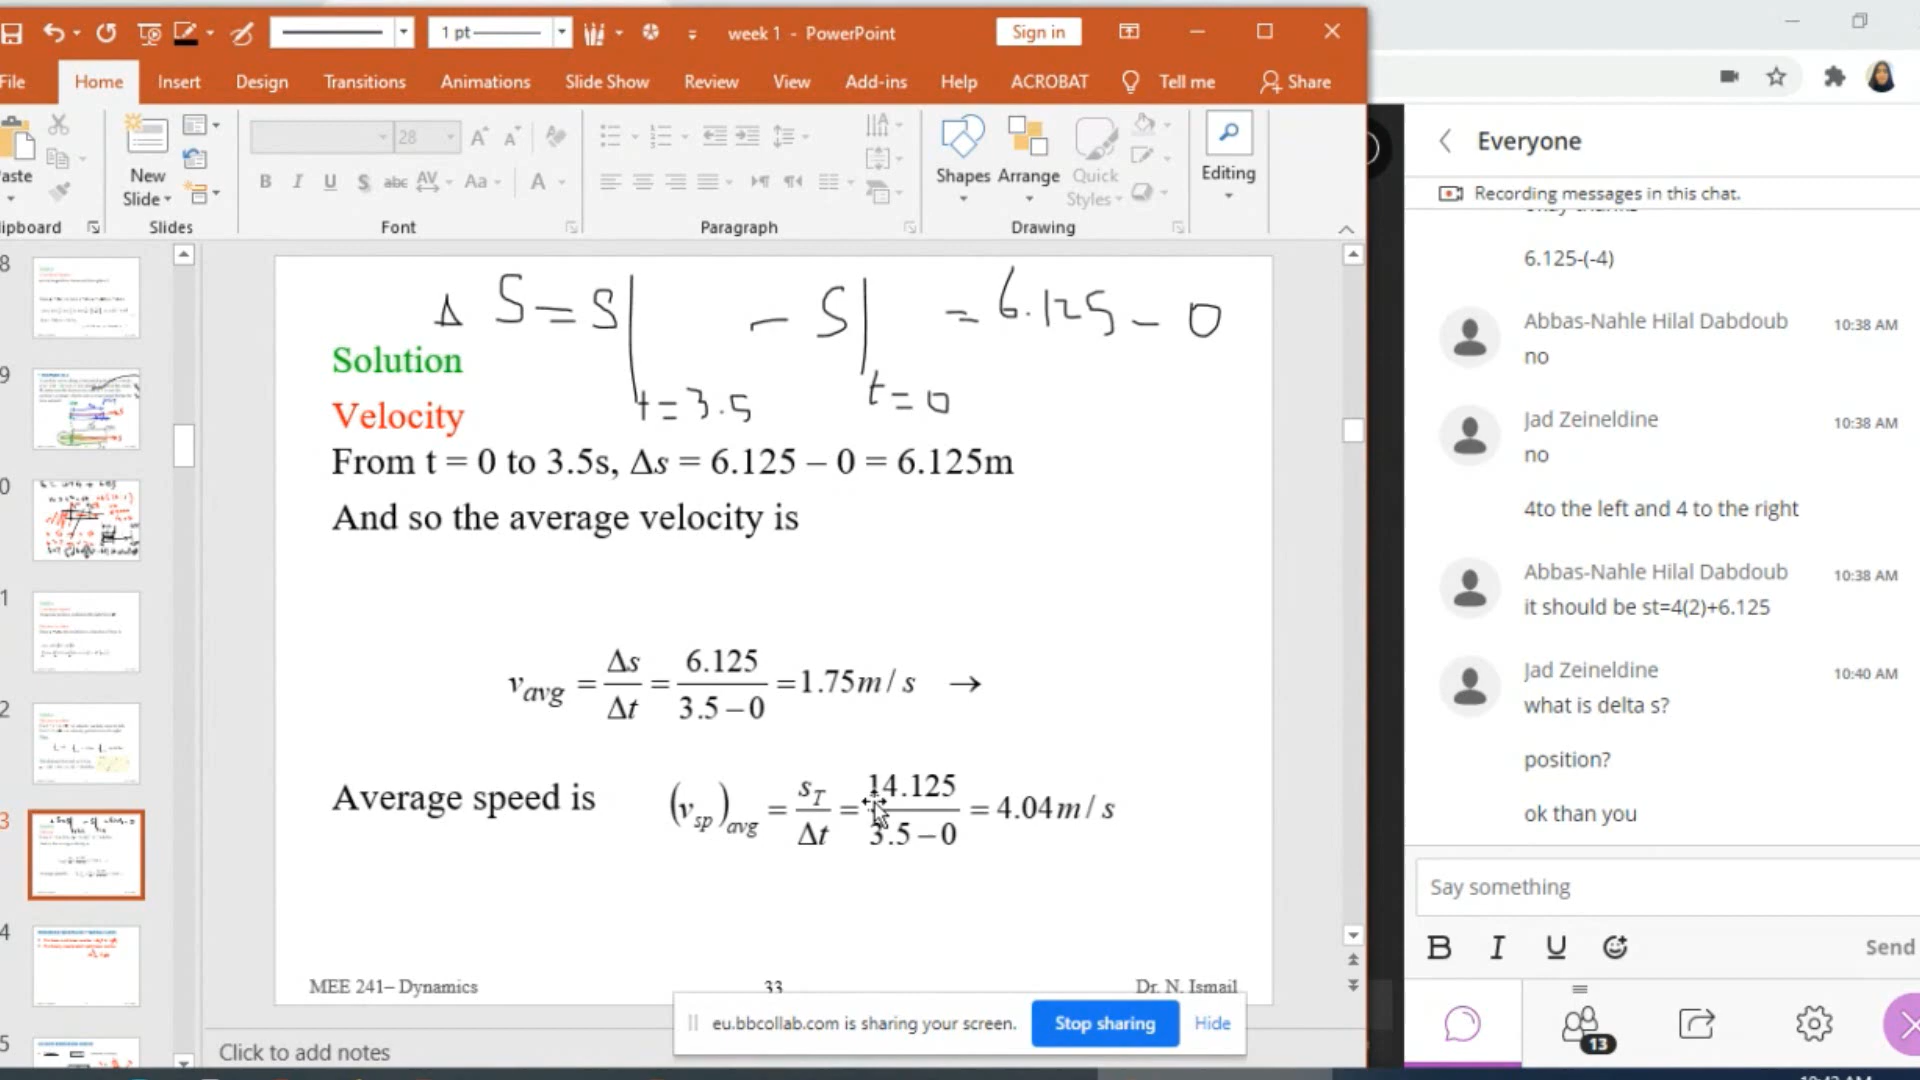 week 1 - PowerPoint
Sign in
1 pt
File Home Insert Design Transitions Animations Slide Show Review View Add-ins Help ACROBAT Tell me Share
28
New Slide
Shapes Arrange Quick Styles
Editing
Slides Font Paragraph Drawing
Δ S = S| t = 3.5 - S| t = 0 = 6.125 - 0
Solution
Velocity
From t = 0 to 3.5s, Δs = 6.125 – 0 = 6.125m
And so the average velocity is
v_avg = Δs/Δt = 6.125/(3.5 – 0) = 1.75m / s →
Average speed is (v_sp)_avg = s_T/Δt = 14.125/(3.5 – 0) = 4.04m / s
MEE 241– Dynamics
33
Dr. N. Ismail
eu.bbcollab.com is sharing your screen.
Stop sharing
Hide
Click to add notes
Everyone
Recording messages in this chat.
6.125-(-4)
Abbas-Nahle Hilal Dabdoub 10:38 AM
no
Jad Zeineldine 10:38 AM
no
4to the left and 4 to the right
Abbas-Nahle Hilal Dabdoub 10:38 AM
it should be st=4(2)+6.125
Jad Zeineldine 10:40 AM
what is delta s?
position?
ok than you
Say something
B I U Send
13